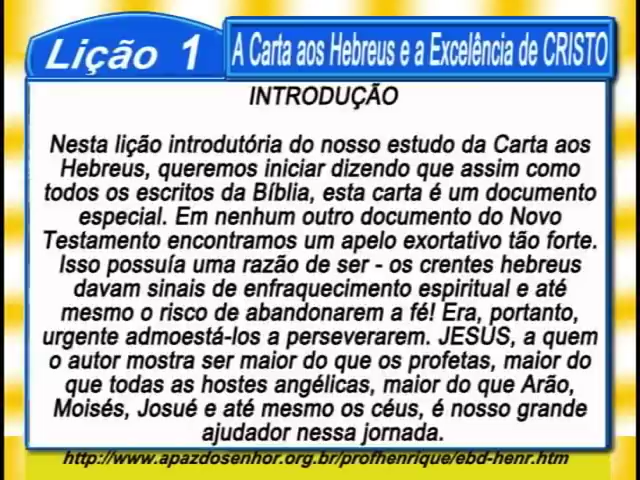 Lição 1
A Carta aos Hebreus e a Excelência de CRISTO
INTRODUÇÃO
Nesta lição introdutória do nosso estudo da Carta aos
Hebreus, queremos iniciar dizendo que assim como
todos os escritos da Bíblia, esta carta é um documento
especial. Em nenhum outro documento do Novo
Testamento encontramos um apelo exortativo tão forte.
Isso possuía uma razão de ser - os crentes hebreus
davam sinais de enfraquecimento espiritual e até
mesmo o risco de abandonarem a fé! Era, portanto,
urgente admoestá-los a perseverarem. JESUS, a quem
o autor mostra ser maior do que os profetas, maior do
que todas as hostes angélicas, maior do que Arão,
Moisés, Josué e até mesmo os céus, é nosso grande
ajudador nessa jornada.
http://www.apazdosenhor.org.br/profhenrique/ebd-henr.htm